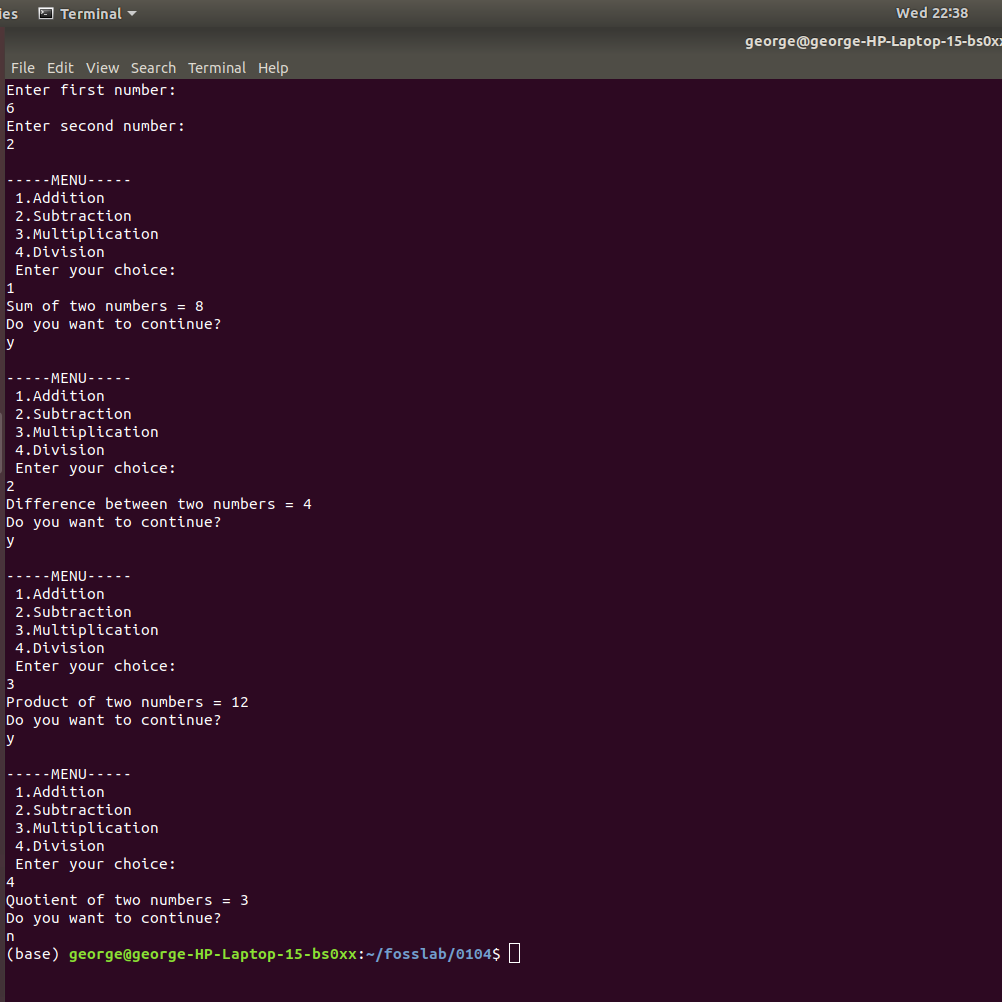 ies Terminal Wed 22:38
george@george-HP-Laptop-15-bs0xx
File Edit View Search Terminal Help
Enter first number:
6
Enter second number:
2
-----MENU-----
1.Addition
2.Subtraction
3.Multiplication
4.Division
Enter your choice:
1
Sum of two numbers = 8
Do you want to continue?
y
-----MENU-----
1.Addition
2.Subtraction
3.Multiplication
4.Division
Enter your choice:
2
Difference between two numbers = 4
Do you want to continue?
y
-----MENU-----
1.Addition
2.Subtraction
3.Multiplication
4.Division
Enter your choice:
3
Product of two numbers = 12
Do you want to continue?
y
-----MENU-----
1.Addition
2.Subtraction
3.Multiplication
4.Division
Enter your choice:
4
Quotient of two numbers = 3
Do you want to continue?
n
(base) george@george-HP-Laptop-15-bs0xx:~/fosslab/0104$